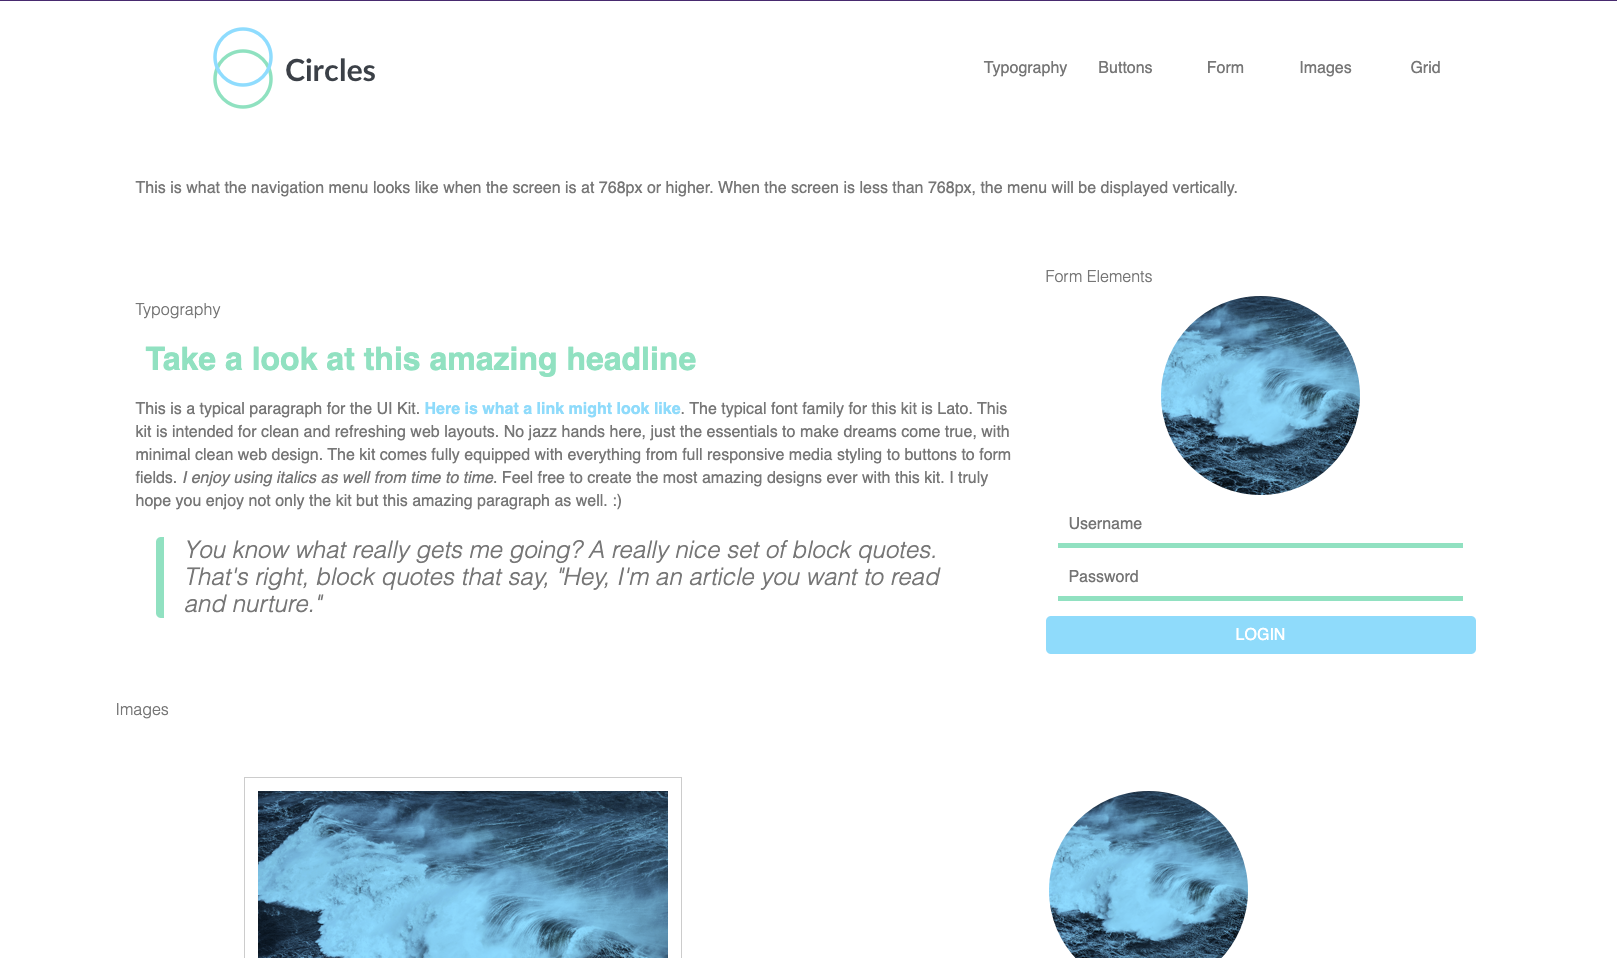 Circles
Typography Buttons Form Images Grid
This is what the navigation menu looks like when the screen is at 768px or higher. When the screen is less than 768px, the menu will be displayed vertically.
Typography
Take a look at this amazing headline
This is a typical paragraph for the UI Kit. Here is what a link might look like. The typical font family for this kit is Lato. This
kit is intended for clean and refreshing web layouts. No jazz hands here, just the essentials to make dreams come true, with
minimal clean web design. The kit comes fully equipped with everything from full responsive media styling to buttons to form
fields. I enjoy using italics as well from time to time. Feel free to create the most amazing designs ever with this kit. I truly
hope you enjoy not only the kit but this amazing paragraph as well. :)
You know what really gets me going? A really nice set of block quotes.
That's right, block quotes that say, "Hey, I'm an article you want to read
and nurture."
Form Elements
Username
Password
LOGIN
Images